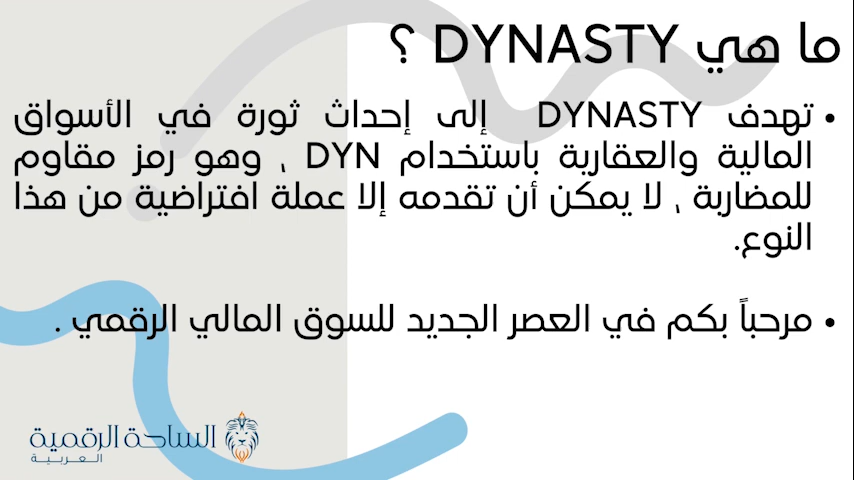 ما هي DYNASTY ؟
• تهدف DYNASTY إلى إحداث ثورة في الأسواق
المالية والعقارية باستخدام DYN ، وهو رمز مقاوم
للمضاربة ، لا يمكن أن تقدمه إلا عملة افتراضية من هذا
النوع.
• مرحباً بكم في العصر الجديد للسوق المالي الرقمي .
الساحة الرقمية
العربية